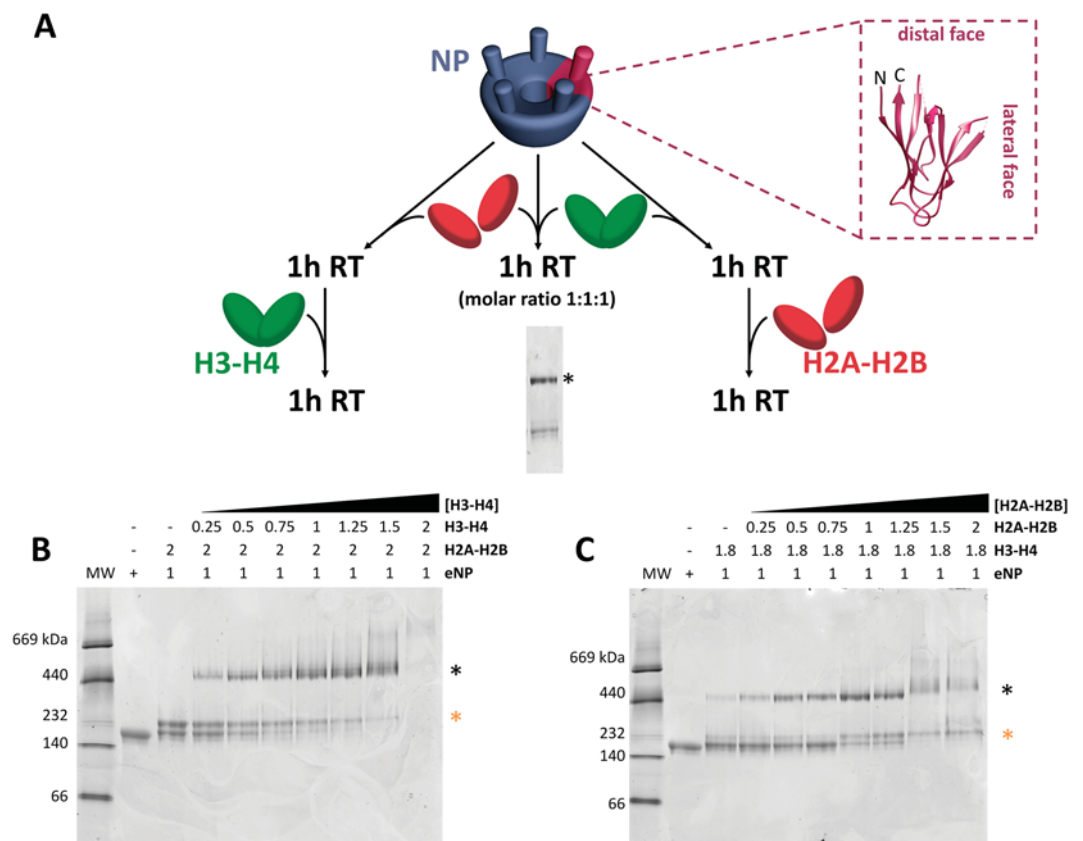 A
NP
distal face
N C
lateral face
1h RT
1h RT
1h RT
(molar ratio 1:1:1)
*
H3-H4
H2A-H2B
1h RT
1h RT
B
[H3-H4]
- - 0.25 0.5 0.75 1 1.25 1.5 2 H3-H4
- 2 2 2 2 2 2 2 2 H2A-H2B
MW + 1 1 1 1 1 1 1 1 eNP
669 kDa
440
*
232
*
140
66
C
[H2A-H2B]
- - 0.25 0.5 0.75 1 1.25 1.5 2 H2A-H2B
- 1.8 1.8 1.8 1.8 1.8 1.8 1.8 1.8 H3-H4
MW + 1 1 1 1 1 1 1 1 eNP
669 kDa
440
*
232
*
140
66